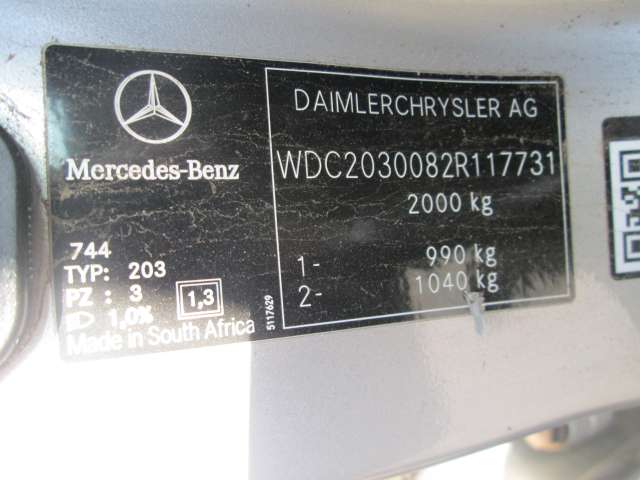 Mercedes-Benz
744
TYP: 203
PZ : 3
1,3
1,0%
Made in South Africa
5117629
DAIMLERCHRYSLER AG
WDC2030082R117731
2000 kg
1- 990 kg
2- 1040 kg